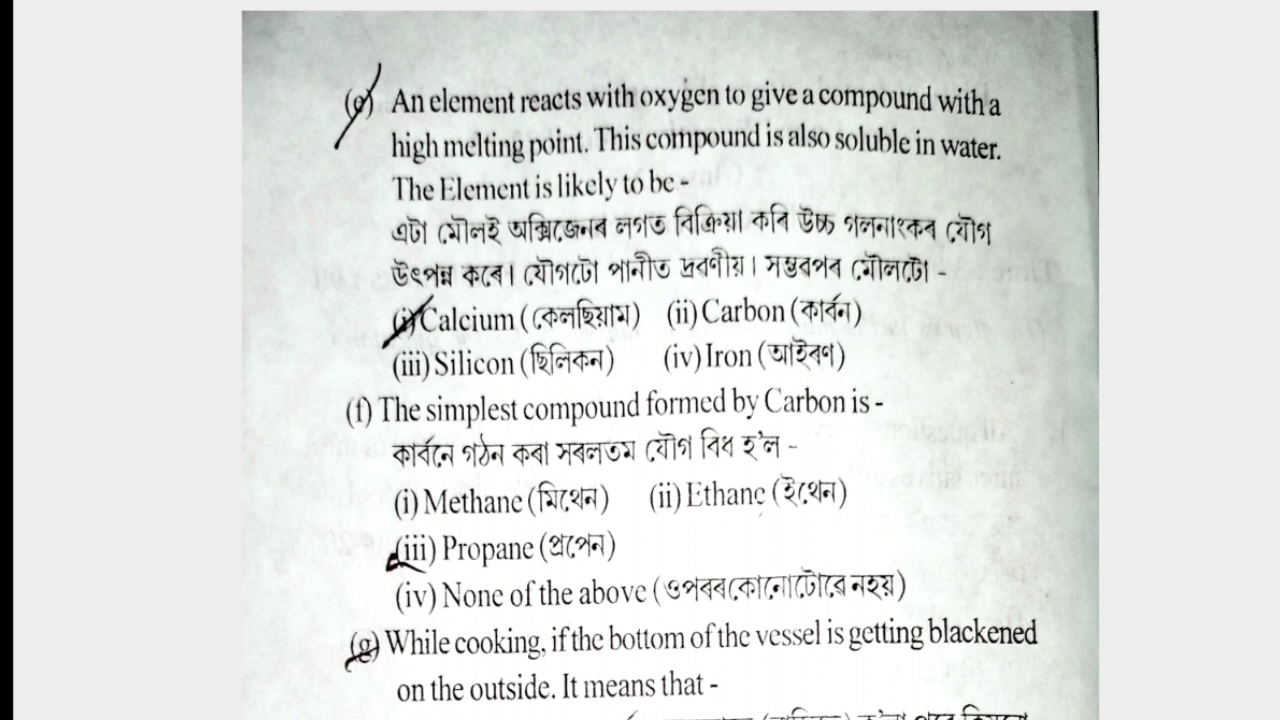 (e) An element reacts with oxygen to give a compound with a
high melting point. This compound is also soluble in water.
The Element is likely to be -
এটা মৌলই অক্সিজেনৰ লগত বিক্ৰিয়া কৰি উচ্চ গলনাংকৰ যৌগ
উৎপন্ন কৰে। যৌগটো পানীত দ্ৰবণীয়। সম্ভৱপৰ মৌলটো -
(i) Calcium (কেলছিয়াম) (ii) Carbon (কাৰ্বন)
(iii) Silicon (ছিলিকন) (iv) Iron (আইৰণ)
(f) The simplest compound formed by Carbon is -
কাৰ্বনে গঠন কৰা সৰলতম যৌগ বিধ হ'ল -
(i) Methane (মিথেন) (ii) Ethane (ইথেন)
(iii) Propane (প্ৰপেন)
(iv) None of the above (ওপৰৰকোনোটোৱে নহয়)
(g) While cooking, if the bottom of the vessel is getting blackened
on the outside. It means that -